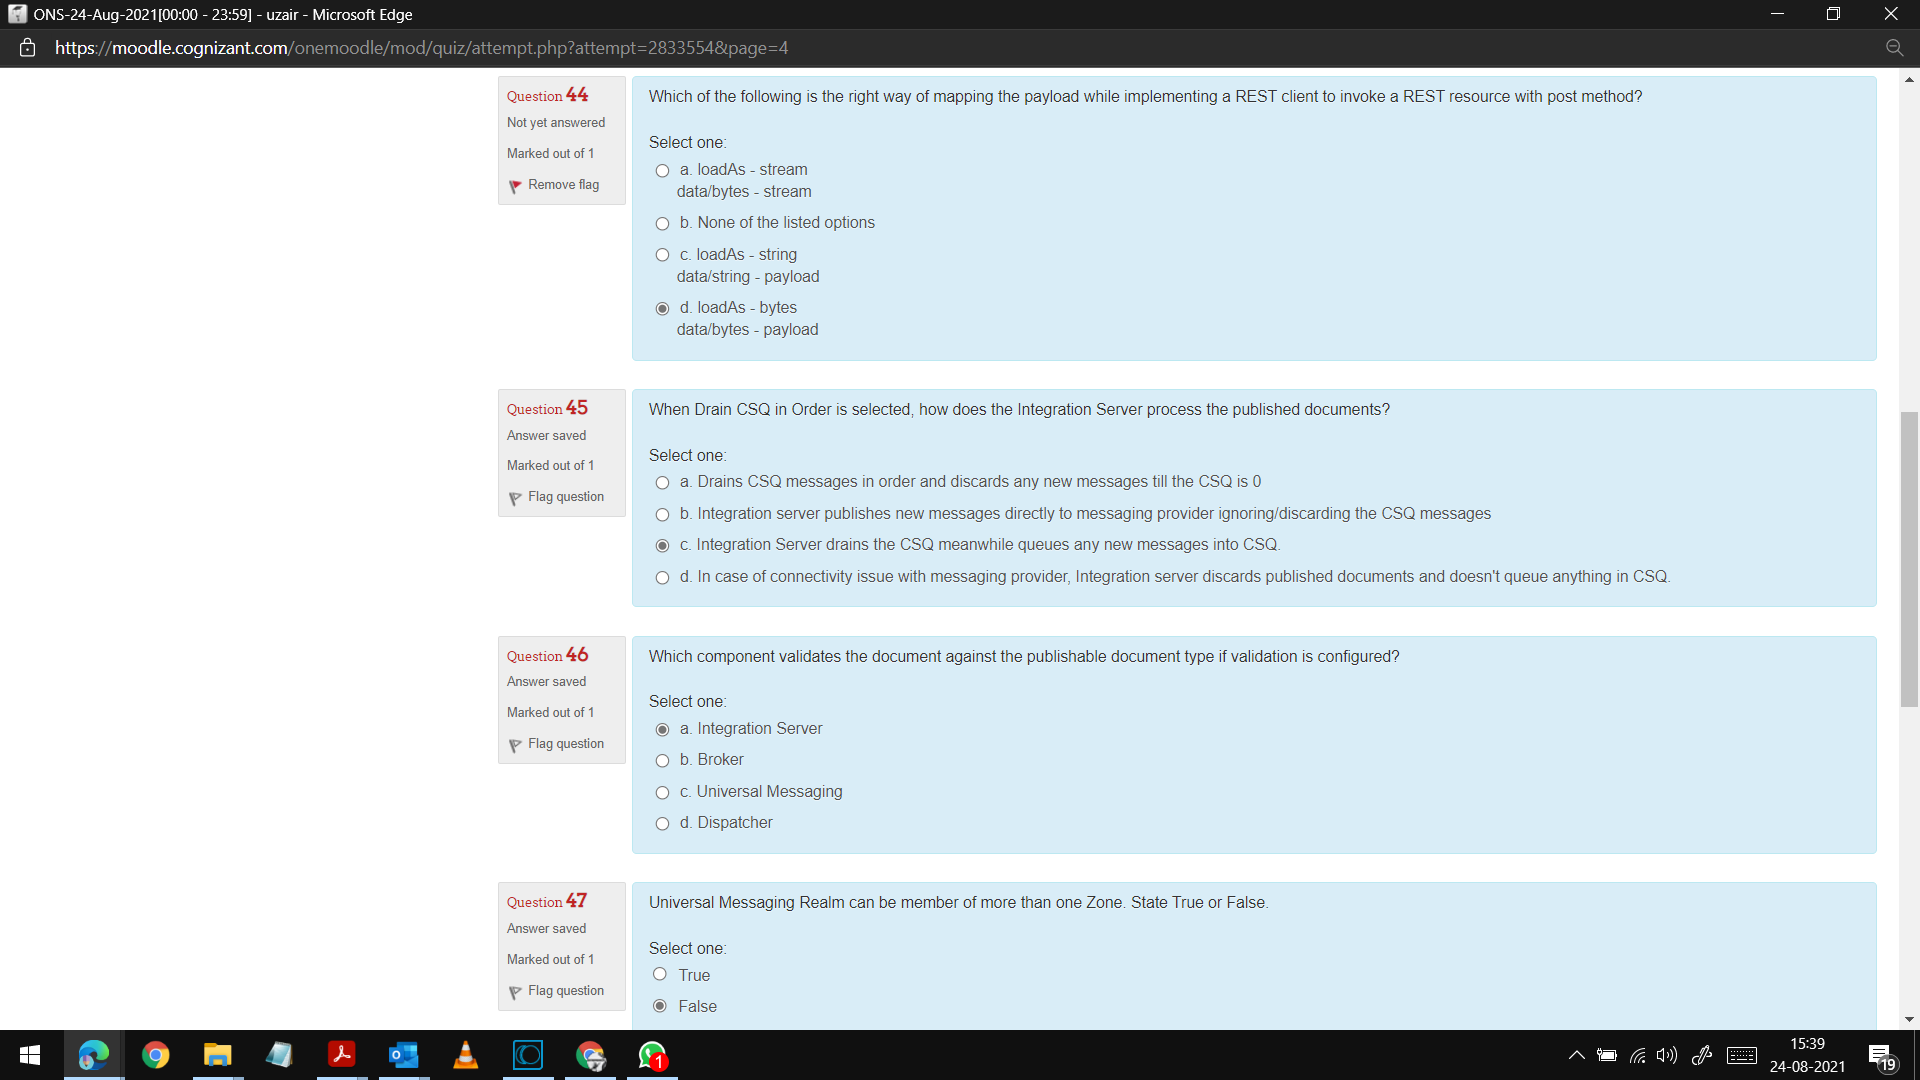 ONS-24-Aug-2021[00:00 - 23:59] - uzair - Microsoft Edge
https://moodle.cognizant.com/onemoodle/mod/quiz/attempt.php?attempt=2833554&page=4
Question 44
Not yet answered
Marked out of 1
Remove flag
Which of the following is the right way of mapping the payload while implementing a REST client to invoke a REST resource with post method?
Select one:
a. loadAs - stream
data/bytes - stream
b. None of the listed options
c. loadAs - string
data/string - payload
d. loadAs - bytes
data/bytes - payload
Question 45
Answer saved
Marked out of 1
Flag question
When Drain CSQ in Order is selected, how does the Integration Server process the published documents?
Select one:
a. Drains CSQ messages in order and discards any new messages till the CSQ is 0
b. Integration server publishes new messages directly to messaging provider ignoring/discarding the CSQ messages
c. Integration Server drains the CSQ meanwhile queues any new messages into CSQ.
d. In case of connectivity issue with messaging provider, Integration server discards published documents and doesn't queue anything in CSQ.
Question 46
Answer saved
Marked out of 1
Flag question
Which component validates the document against the publishable document type if validation is configured?
Select one:
a. Integration Server
b. Broker
c. Universal Messaging
d. Dispatcher
Question 47
Answer saved
Marked out of 1
Flag question
Universal Messaging Realm can be member of more than one Zone. State True or False.
Select one:
True
False
1
15:39
24-08-2021
19